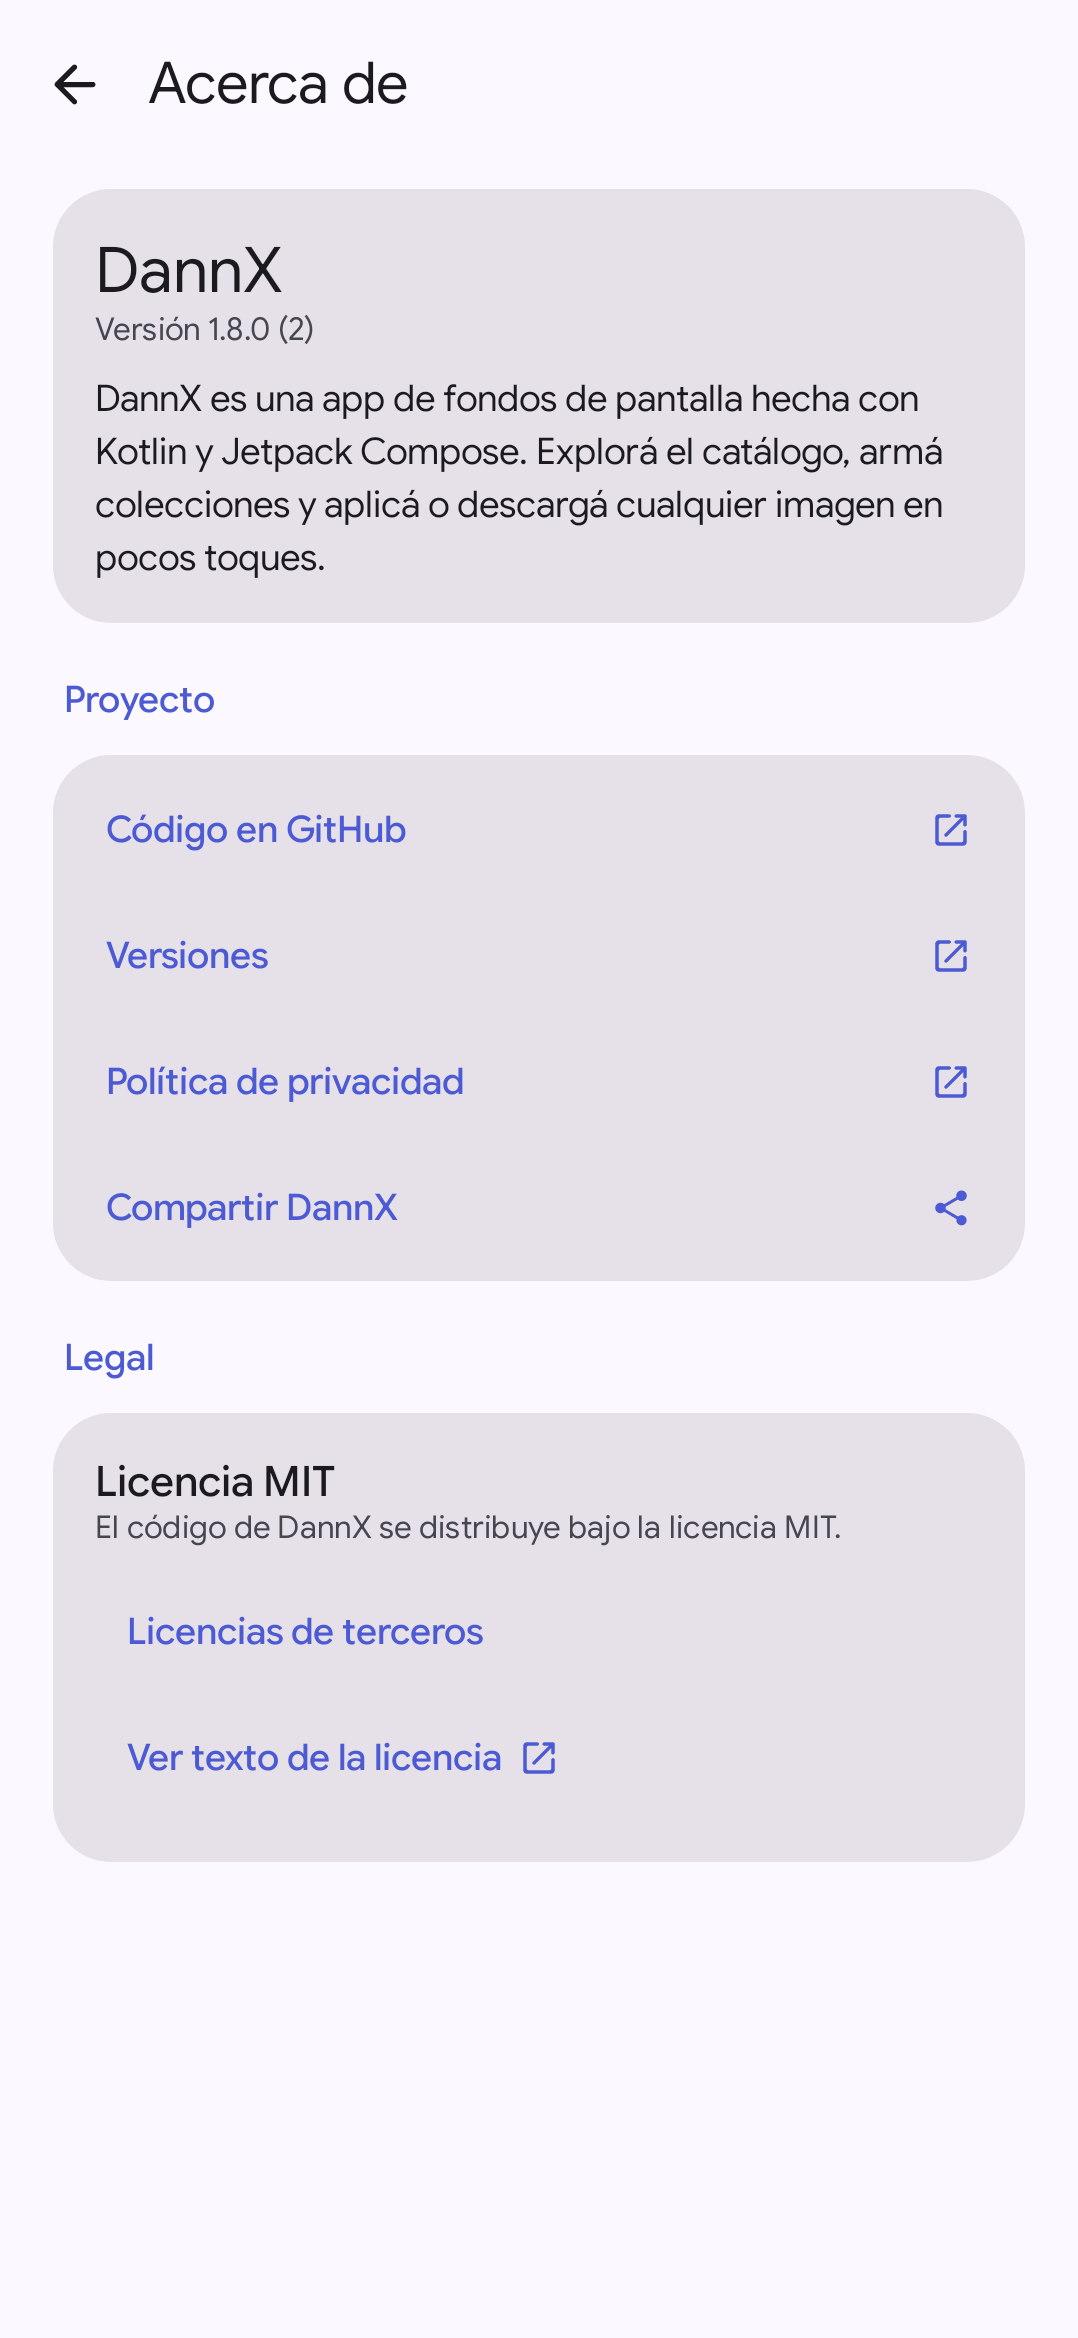 Acerca de
DannX
Versión 1.8.0 (2)
DannX es una app de fondos de pantalla hecha con
Kotlin y Jetpack Compose. Explorá el catálogo, armá
colecciones y aplicá o descargá cualquier imagen en
pocos toques.
Proyecto
Código en GitHub
Versiones
Política de privacidad
Compartir DannX
Legal
Licencia MIT
El código de DannX se distribuye bajo la licencia MIT.
Licencias de terceros
Ver texto de la licencia